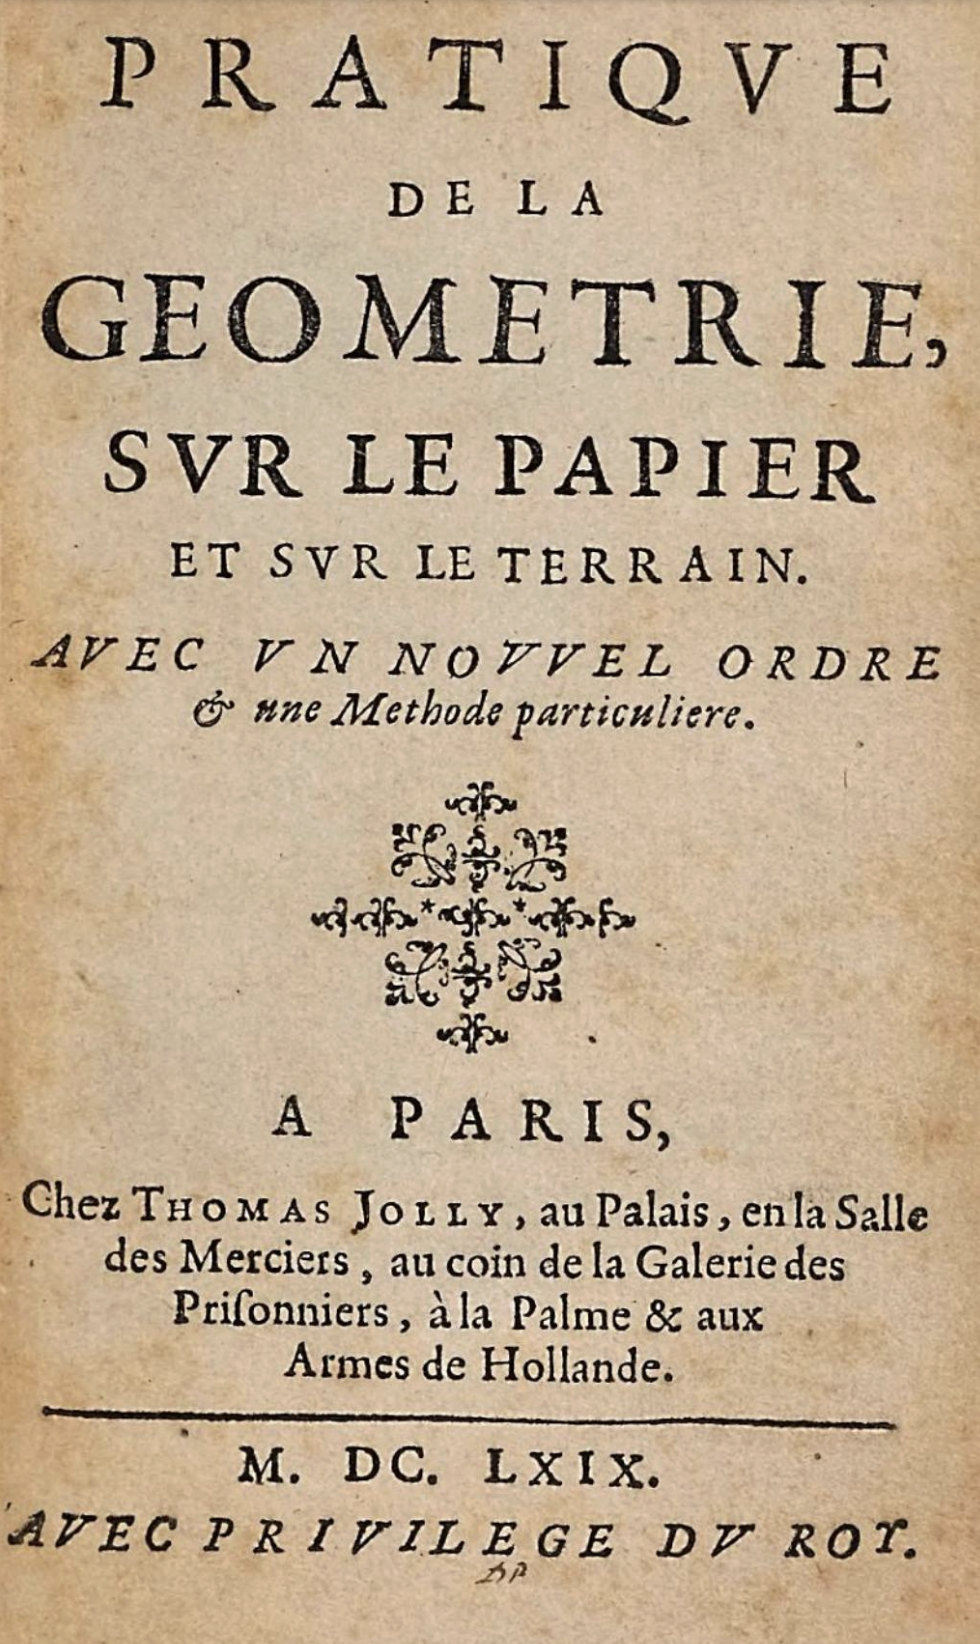 PRATIQVE
DE LA
GEOMETRIE,
SVR LE PAPIER
ET SVR LE TERRAIN.
AVEC VN NOVVEL ORDRE
& une Methode particuliere.
A PARIS,
Chez THOMAS JOLLY, au Palais, en la Salle
des Merciers, au coin de la Galerie des
Priſonniers, à la Palme & aux
Armes de Hollande.
M. DC. LXIX.
AVEC PRIVILEGE DV ROY.